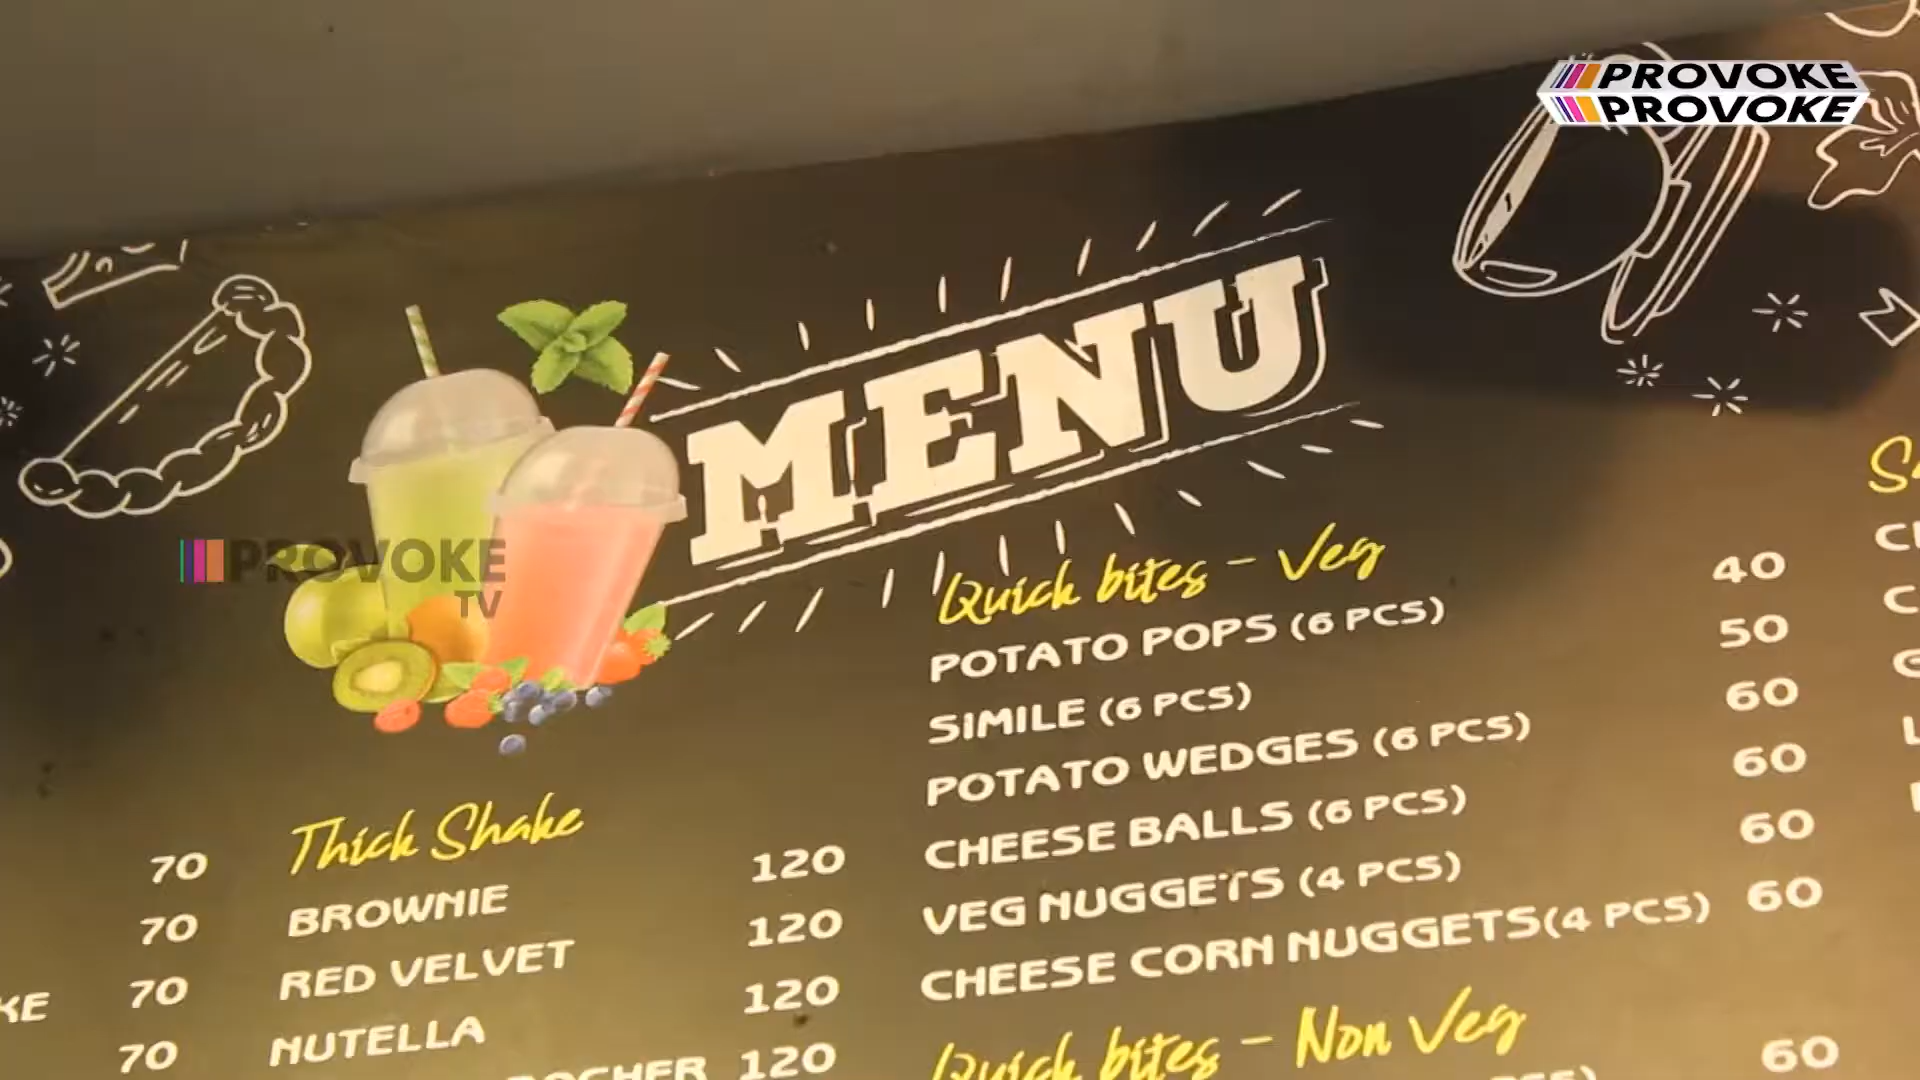 PROVOKE
PROVOKE
MENU
PROVOKE
TV
Quick bites - Veg
POTATO POPS (6 PCS) 40
SIMILE (6 PCS) 50
POTATO WEDGES (6 PCS) 60
CHEESE BALLS (6 PCS) 60
VEG NUGGETS (4 PCS) 60
CHEESE CORN NUGGETS(4 PCS) 60
Quick bites - Non Veg
60
Thick Shake
BROWNIE 120
RED VELVET 120
NUTELLA 120
120
70
70
70
70